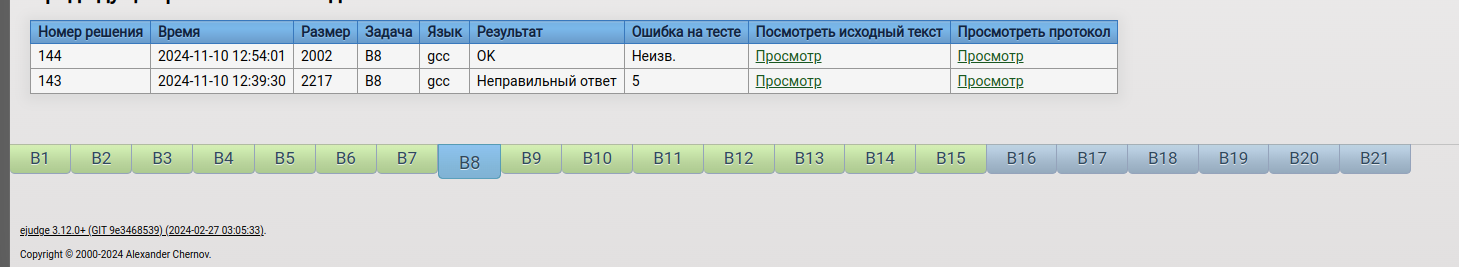 Номер решения Время Размер Задача Язык Результат Ошибка на тесте Посмотреть исходный текст Просмотреть протокол
144 2024-11-10 12:54:01 2002 B8 gcc OK Неизв. Просмотр Просмотр
143 2024-11-10 12:39:30 2217 B8 gcc Неправильный ответ 5 Просмотр Просмотр
B1 B2 B3 B4 B5 B6 B7 B8 B9 B10 B11 B12 B13 B14 B15 B16 B17 B18 B19 B20 B21
ejudge 3.12.0+ (GIT 9e3468539) (2024-02-27 03:05:33).
Copyright © 2000-2024 Alexander Chernov.